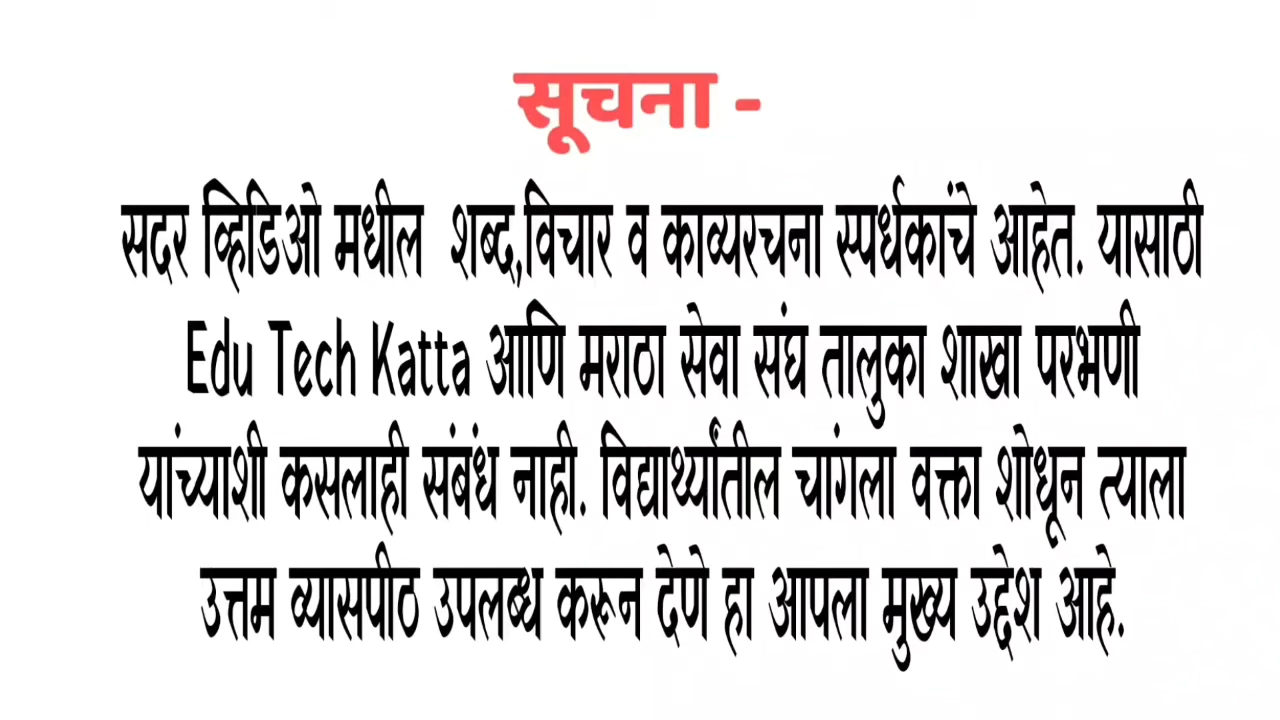 सूचना -
सदर व्हिडिओ मधील शब्द,विचार व काव्यरचना स्पर्धकांचे आहेत. यासाठी
Edu Tech Katta आणि मराठा सेवा संघ तालुका शाखा परभणी
यांच्याशी कसलाही संबंध नाही. विद्यार्थ्यांतील चांगला वक्ता शोधून त्याला
उत्तम व्यासपीठ उपलब्ध करून देणे हा आपला मुख्य उद्देश आहे.